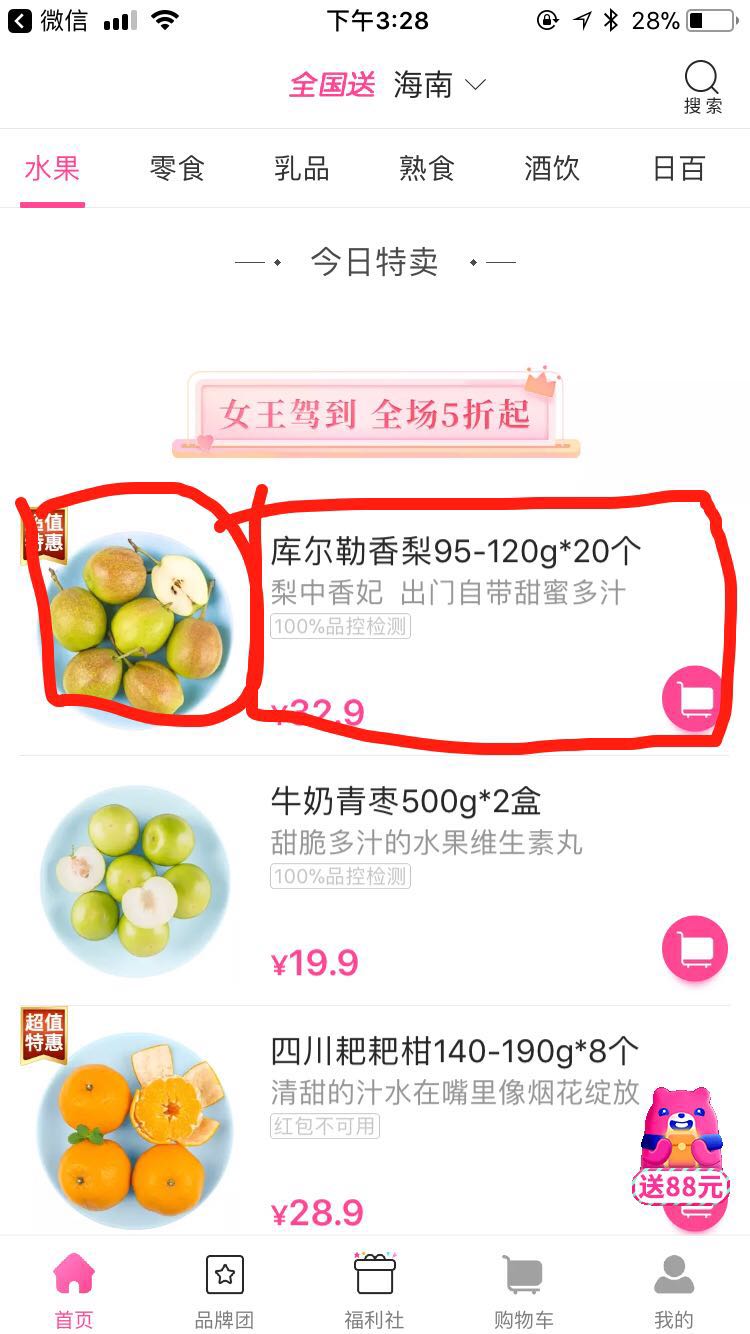 微信
下午3:28
28%
全国送 海南
搜索
水果 零食 乳品 熟食 酒饮 日百
今日特卖
女王驾到 全场5折起
超值
特惠
库尔勒香梨95-120g*20个
梨中香妃 出门自带甜蜜多汁
100%品控检测
¥32.9
牛奶青枣500g*2盒
甜脆多汁的水果维生素丸
100%品控检测
¥19.9
超值
特惠
四川耙耙柑140-190g*8个
清甜的汁水在嘴里像烟花绽放
红包不可用
¥28.9
送88元
首页 品牌团 福利社 购物车 我的